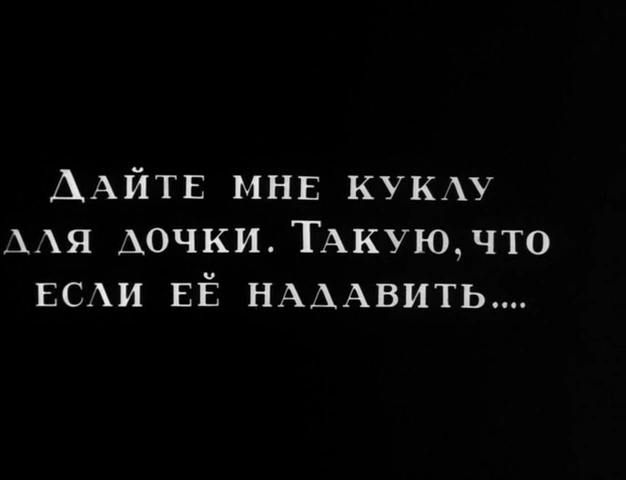 Дайте мне куклу
для дочки. Такую, что
если её надавить....